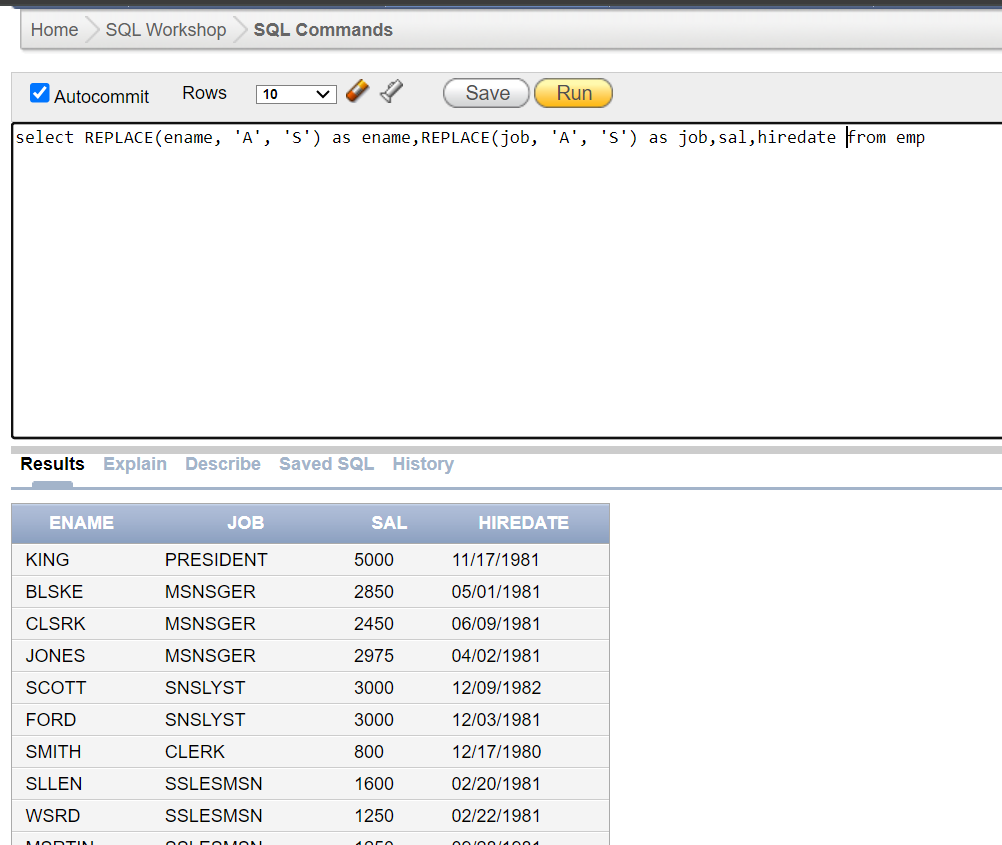 Home SQL Workshop SQL Commands
Autocommit Rows 10 Save Run
select REPLACE(ename, 'A', 'S') as ename,REPLACE(job, 'A', 'S') as job,sal,hiredate from emp
Results Explain Describe Saved SQL History
ENAME JOB SAL HIREDATE
KING PRESIDENT 5000 11/17/1981
BLSKE MSNSGER 2850 05/01/1981
CLSRK MSNSGER 2450 06/09/1981
JONES MSNSGER 2975 04/02/1981
SCOTT SNSLYST 3000 12/09/1982
FORD SNSLYST 3000 12/03/1981
SMITH CLERK 800 12/17/1980
SLLEN SSLESMSN 1600 02/20/1981
WSRD SSLESMSN 1250 02/22/1981